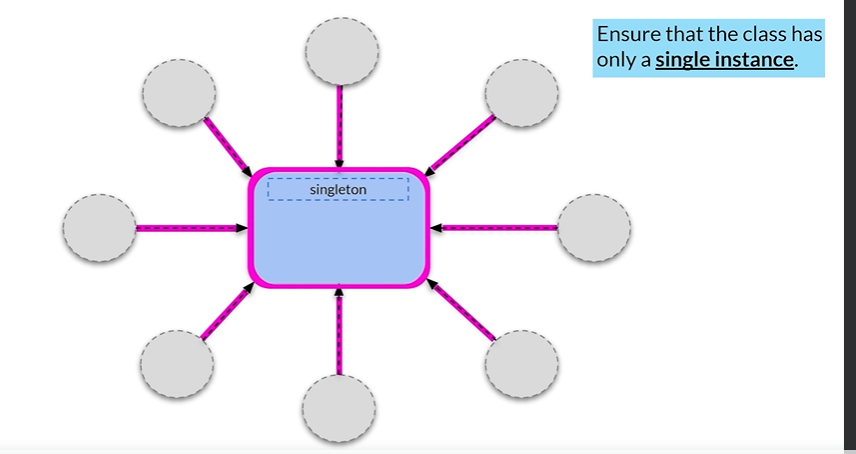 Ensure that the class has
only a single instance.
singleton